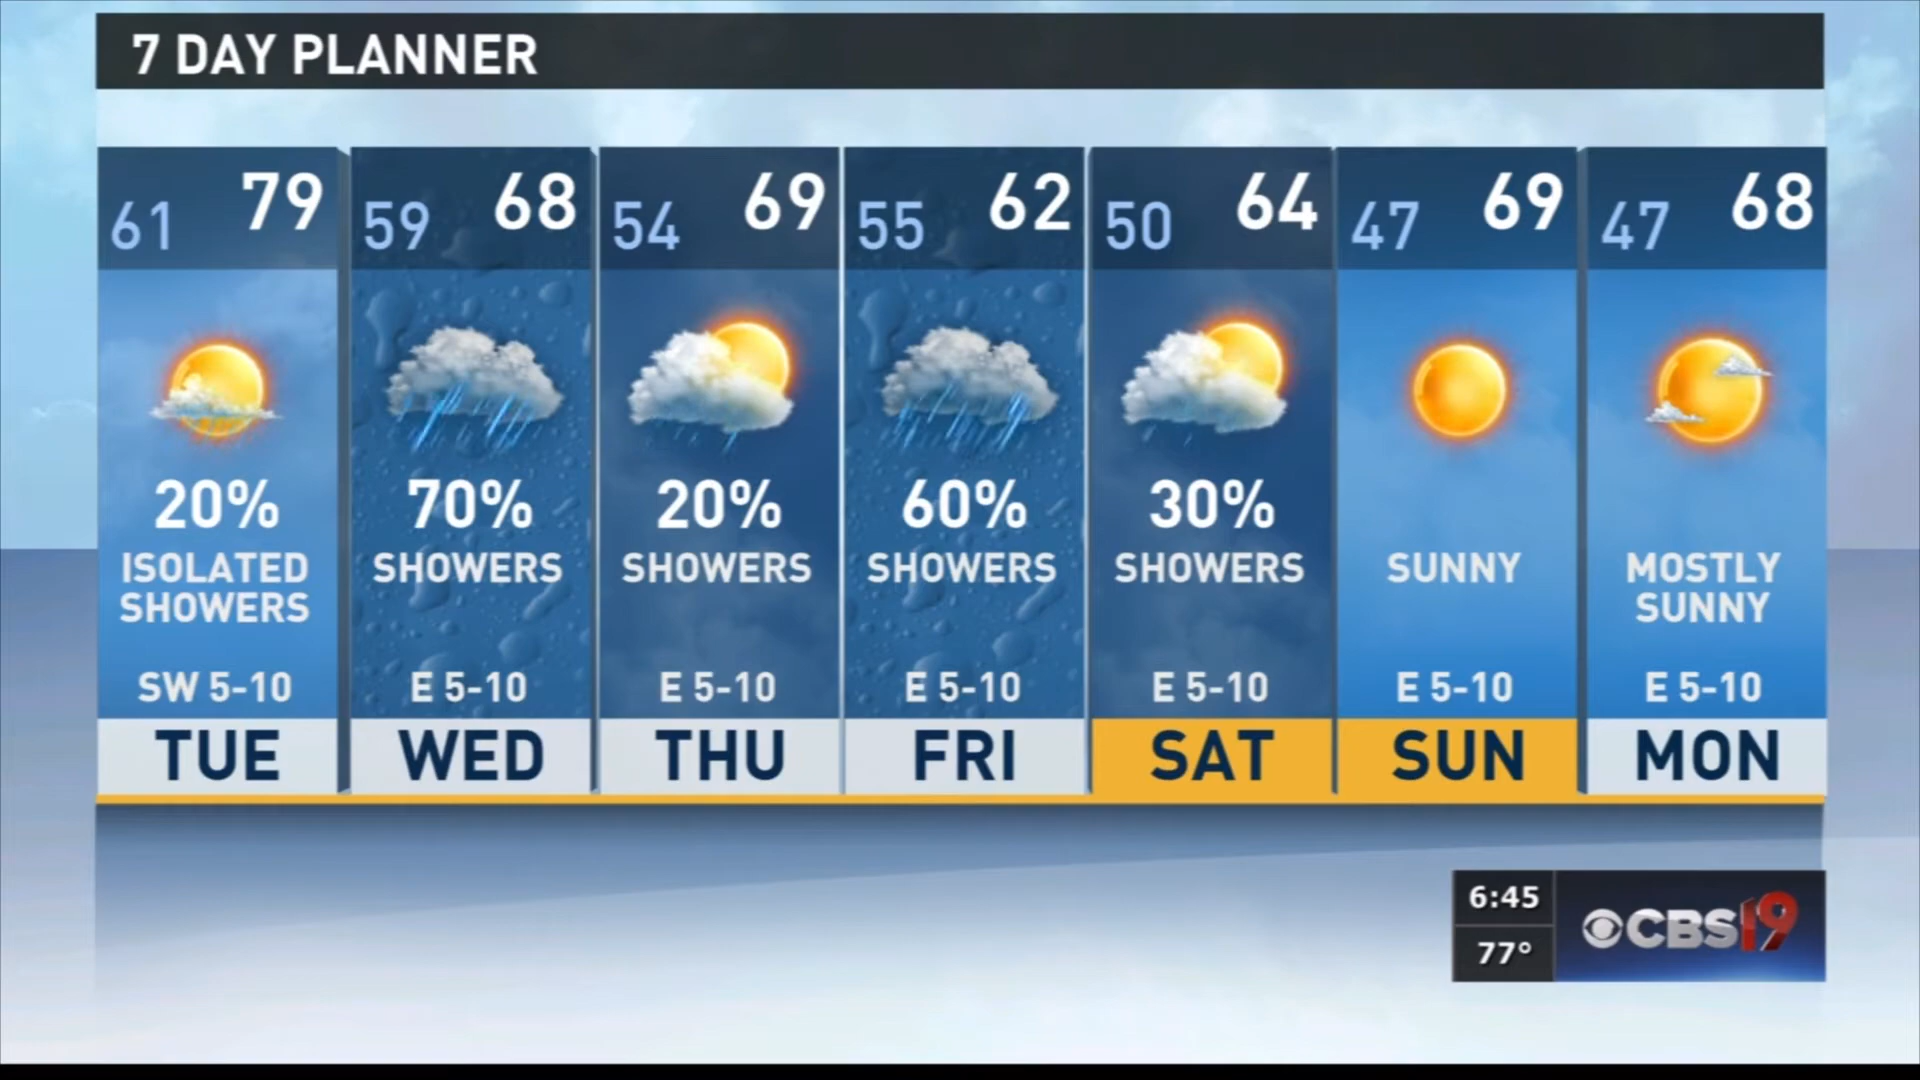 7 DAY PLANNER
61 79
59 68
54 69
55 62
50 64
47 69
47 68
20%
ISOLATED
SHOWERS
SW 5-10
TUE
70%
SHOWERS
E 5-10
WED
20%
SHOWERS
E 5-10
THU
60%
SHOWERS
E 5-10
FRI
30%
SHOWERS
E 5-10
SAT
SUNNY
E 5-10
SUN
MOSTLY
SUNNY
E 5-10
MON
6:45
77°
CBS19